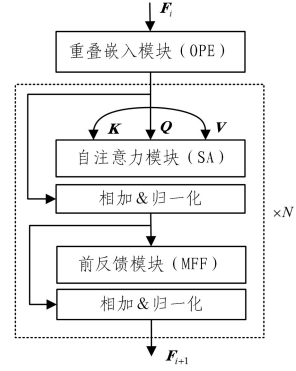 F_i
重叠嵌入模块(OPE)
K Q V
自注意力模块(SA)
相加&归一化
×N
前反馈模块(MFF)
相加&归一化
F_{i+1}